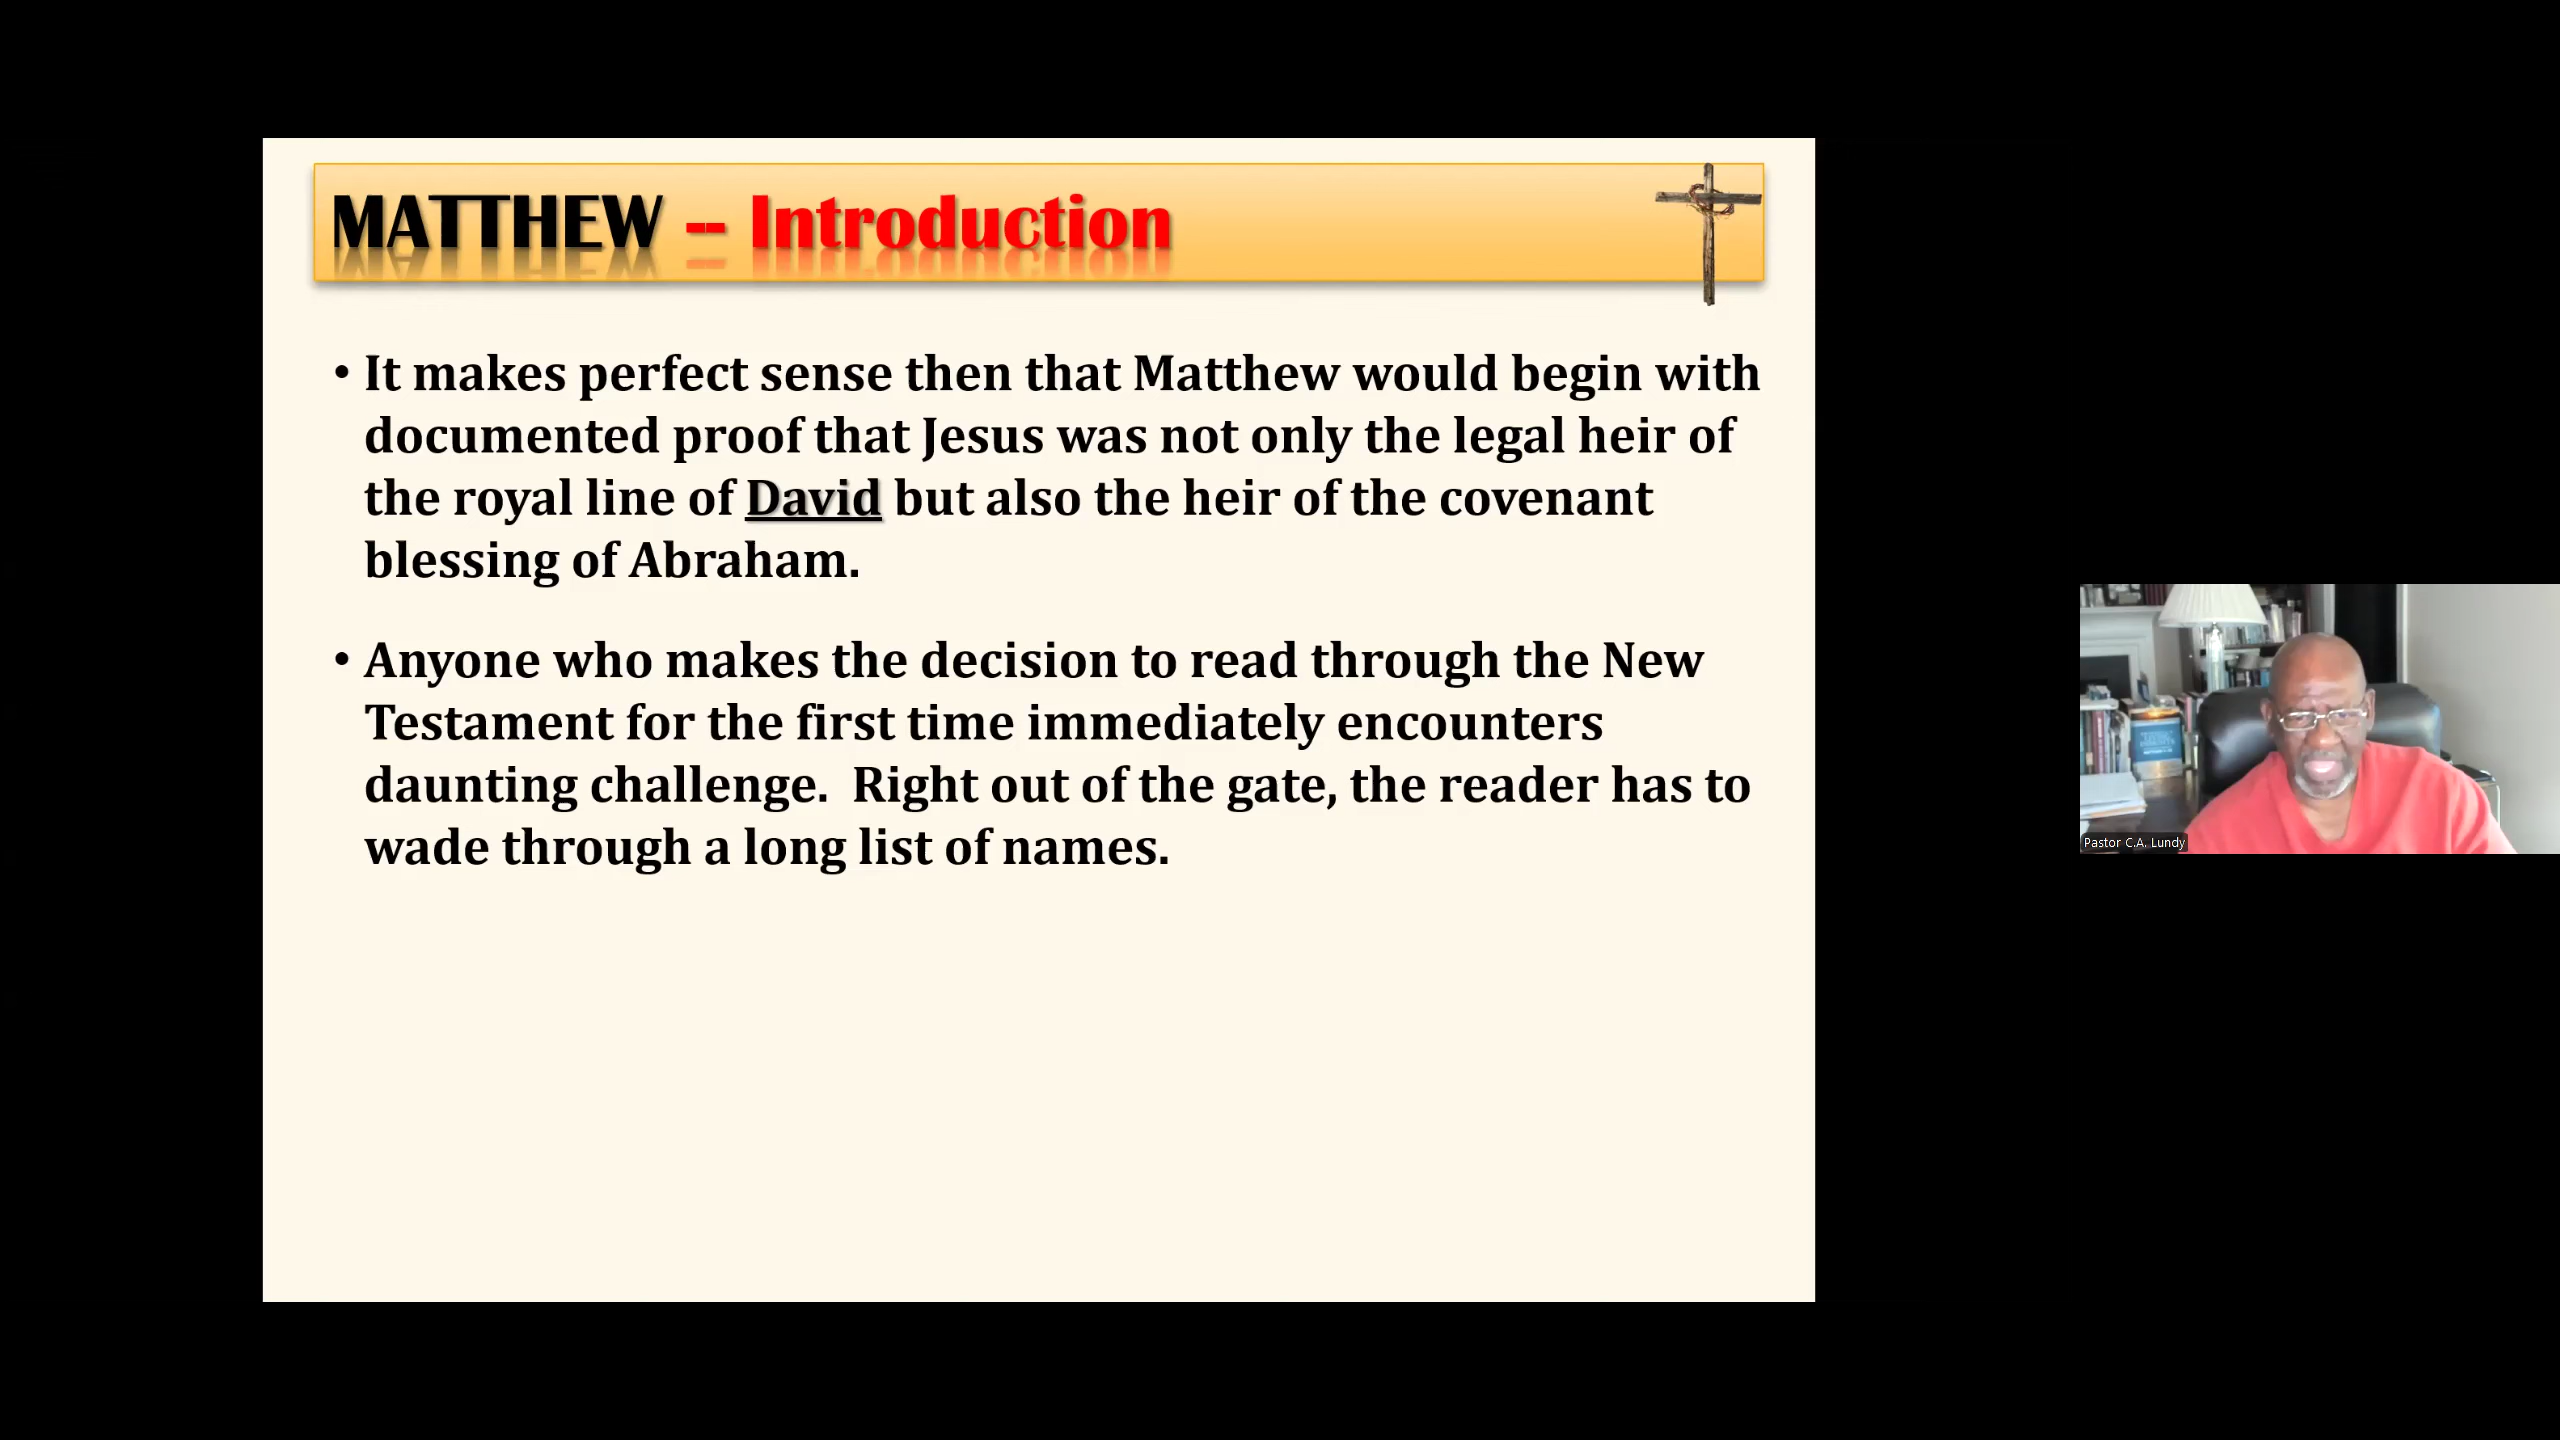 MATTHEW -- Introduction
• It makes perfect sense then that Matthew would begin with
documented proof that Jesus was not only the legal heir of
the royal line of David but also the heir of the covenant
blessing of Abraham.
• Anyone who makes the decision to read through the New
Testament for the first time immediately encounters
daunting challenge.  Right out of the gate, the reader has to
wade through a long list of names.
Pastor C.A. Lundy